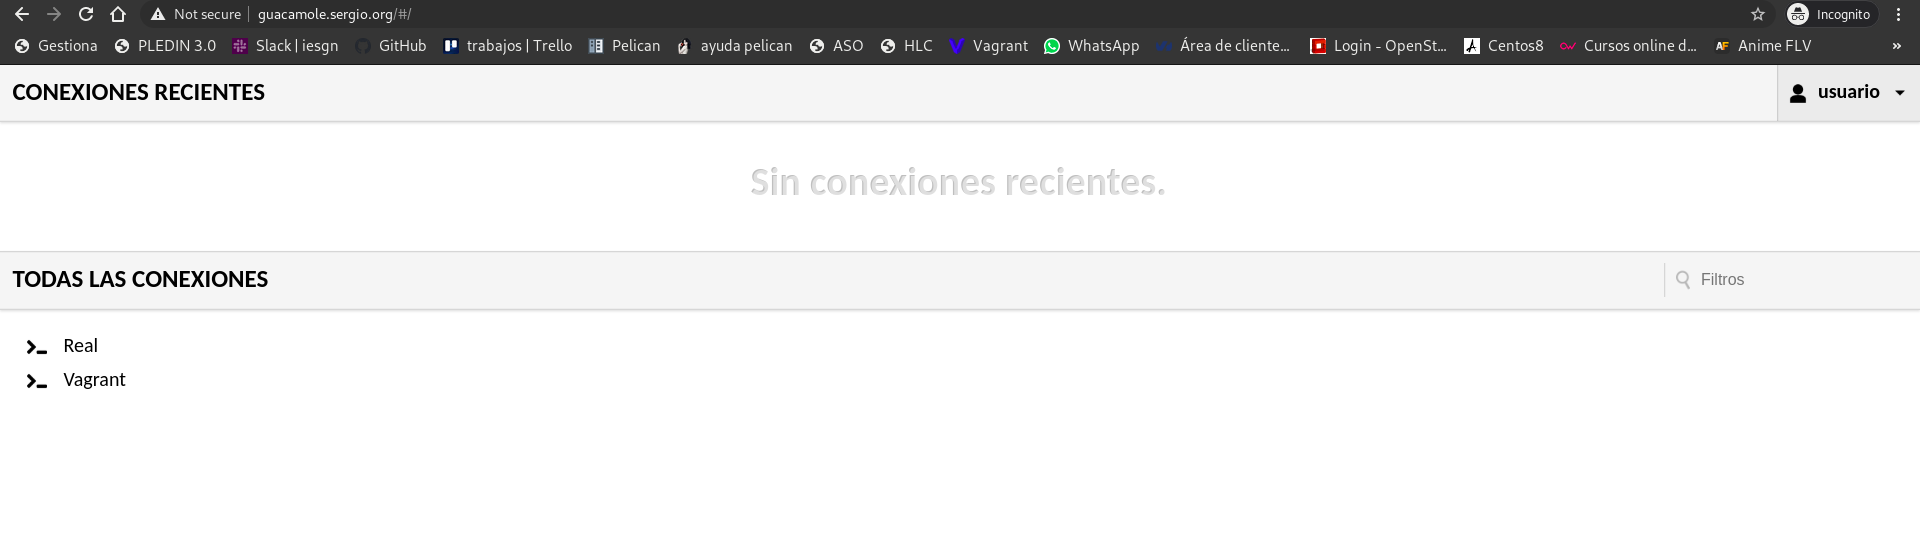 Not secure | guacamole.sergio.org/#/ Incognito
Gestiona PLEDIN 3.0 Slack | iesgn GitHub trabajos | Trello Pelican ayuda pelican ASO HLC Vagrant WhatsApp Área de cliente... Login - OpenSt... Centos8 Cursos online d... Anime FLV »
CONEXIONES RECIENTES usuario
Sin conexiones recientes.
TODAS LAS CONEXIONES Filtros
Real
Vagrant